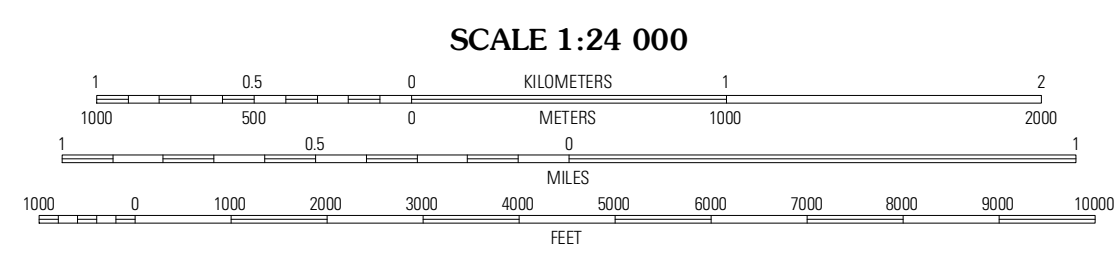 SCALE 1:24 000
1 0.5 0 KILOMETERS 1 2
1000 500 0 METERS 1000 2000
1 0.5 0 1
MILES
1000 0 1000 2000 3000 4000 5000 6000 7000 8000 9000 10000
FEET